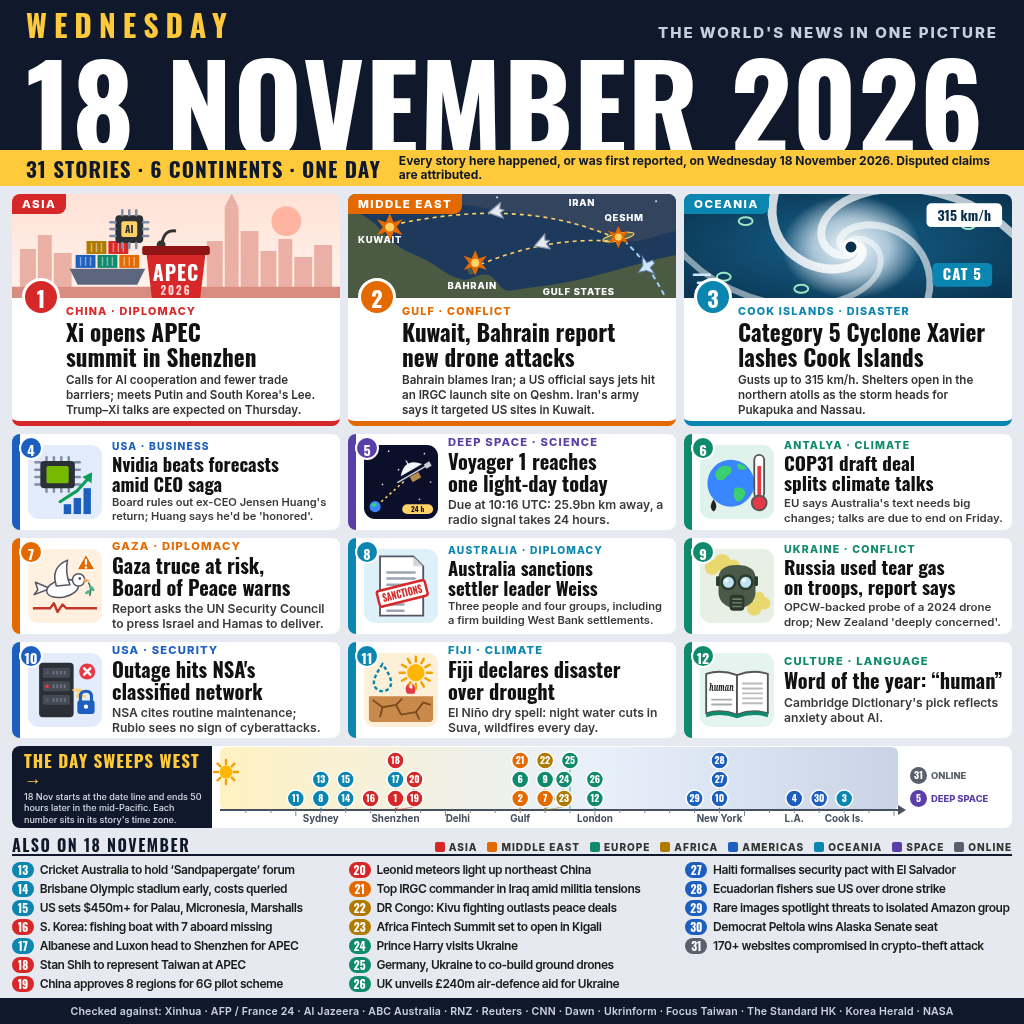 WEDNESDAY
THE WORLD'S NEWS IN ONE PICTURE
18 NOVEMBER 2026
31 STORIES · 6 CONTINENTS · ONE DAY
Every story here happened, or was first reported, on Wednesday 18 November 2026. Disputed claims
are attributed.
ASIA
AI
APEC
2026
1
CHINA · DIPLOMACY
Xi opens APEC
summit in Shenzhen
Calls for AI cooperation and fewer trade
barriers; meets Putin and South Korea's Lee.
Trump–Xi talks are expected on Thursday.
MIDDLE EAST
IRAN
QESHM
KUWAIT
BAHRAIN
GULF STATES
2
GULF · CONFLICT
Kuwait, Bahrain report
new drone attacks
Bahrain blames Iran; a US official says jets hit
an IRGC launch site on Qeshm. Iran's army
says it targeted US sites in Kuwait.
OCEANIA
315 km/h
CAT 5
3
COOK ISLANDS · DISASTER
Category 5 Cyclone Xavier
lashes Cook Islands
Gusts up to 315 km/h. Shelters open in the
northern atolls as the storm heads for
Pukapuka and Nassau.
4
USA · BUSINESS
Nvidia beats forecasts
amid CEO saga
Board rules out ex-CEO Jensen Huang's
return; Huang says he'd be 'honored'.
5
24 h
DEEP SPACE · SCIENCE
Voyager 1 reaches
one light-day today
Due at 10:16 UTC: 25.9bn km away, a
radio signal takes 24 hours.
6
ANTALYA · CLIMATE
COP31 draft deal
splits climate talks
EU says Australia's text needs big
changes; talks are due to end on Friday.
7
GAZA · DIPLOMACY
Gaza truce at risk,
Board of Peace warns
Report asks the UN Security Council
to press Israel and Hamas to deliver.
8
SANCTIONS
AUSTRALIA · DIPLOMACY
Australia sanctions
settler leader Weiss
Three people and four groups, including
a firm building West Bank settlements.
9
UKRAINE · CONFLICT
Russia used tear gas
on troops, report says
OPCW-backed probe of a 2024 drone
drop; New Zealand 'deeply concerned'.
10
USA · SECURITY
Outage hits NSA's
classified network
NSA cites routine maintenance;
Rubio sees no sign of cyberattacks.
11
FIJI · CLIMATE
Fiji declares disaster
over drought
El Niño dry spell: night water cuts in
Suva, wildfires every day.
12
human
CULTURE · LANGUAGE
Word of the year: “human”
Cambridge Dictionary's pick reflects
anxiety about AI.
THE DAY SWEEPS WEST
→
18 Nov starts at the date line and ends 50
hours later in the mid-Pacific. Each
number sits in its story's time zone.
18 21 22 25 28
13 15 17 20 6 9 24 26 27
11 8 14 16 1 19 2 7 23 12 29 10 4 30 3
Sydney Shenzhen Delhi Gulf London New York L.A. Cook Is.
31 ONLINE
5 DEEP SPACE
ALSO ON 18 NOVEMBER
ASIA MIDDLE EAST EUROPE AFRICA AMERICAS OCEANIA SPACE ONLINE
13 Cricket Australia to hold ‘Sandpapergate’ forum
14 Brisbane Olympic stadium early, costs queried
15 US sets $450m+ for Palau, Micronesia, Marshalls
16 S. Korea: fishing boat with 7 aboard missing
17 Albanese and Luxon head to Shenzhen for APEC
18 Stan Shih to represent Taiwan at APEC
19 China approves 8 regions for 6G pilot scheme
20 Leonid meteors light up northeast China
21 Top IRGC commander in Iraq amid militia tensions
22 DR Congo: Kivu fighting outlasts peace deals
23 Africa Fintech Summit set to open in Kigali
24 Prince Harry visits Ukraine
25 Germany, Ukraine to co-build ground drones
26 UK unveils £240m air-defence aid for Ukraine
27 Haiti formalises security pact with El Salvador
28 Ecuadorian fishers sue US over drone strike
29 Rare images spotlight threats to isolated Amazon group
30 Democrat Peltola wins Alaska Senate seat
31 170+ websites compromised in crypto-theft attack
Checked against: Xinhua · AFP / France 24 · Al Jazeera · ABC Australia · RNZ · Reuters · CNN · Dawn · Ukrinform · Focus Taiwan · The Standard HK · Korea Herald · NASA